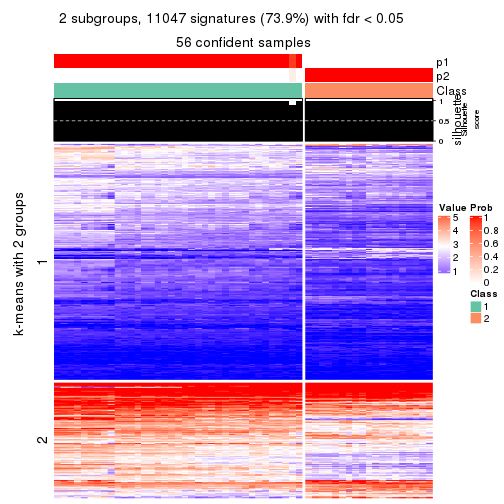 2 subgroups, 11047 signatures (73.9%) with fdr < 0.05
56 confident samples
p1
p2
Class
1
0.5
0
silhouette
Silhouette
score
k-means with 2 groups
1
2
Value
5
4
3
2
1
Prob
1
0.8
0.6
0.4
0.2
0
Class
1
2